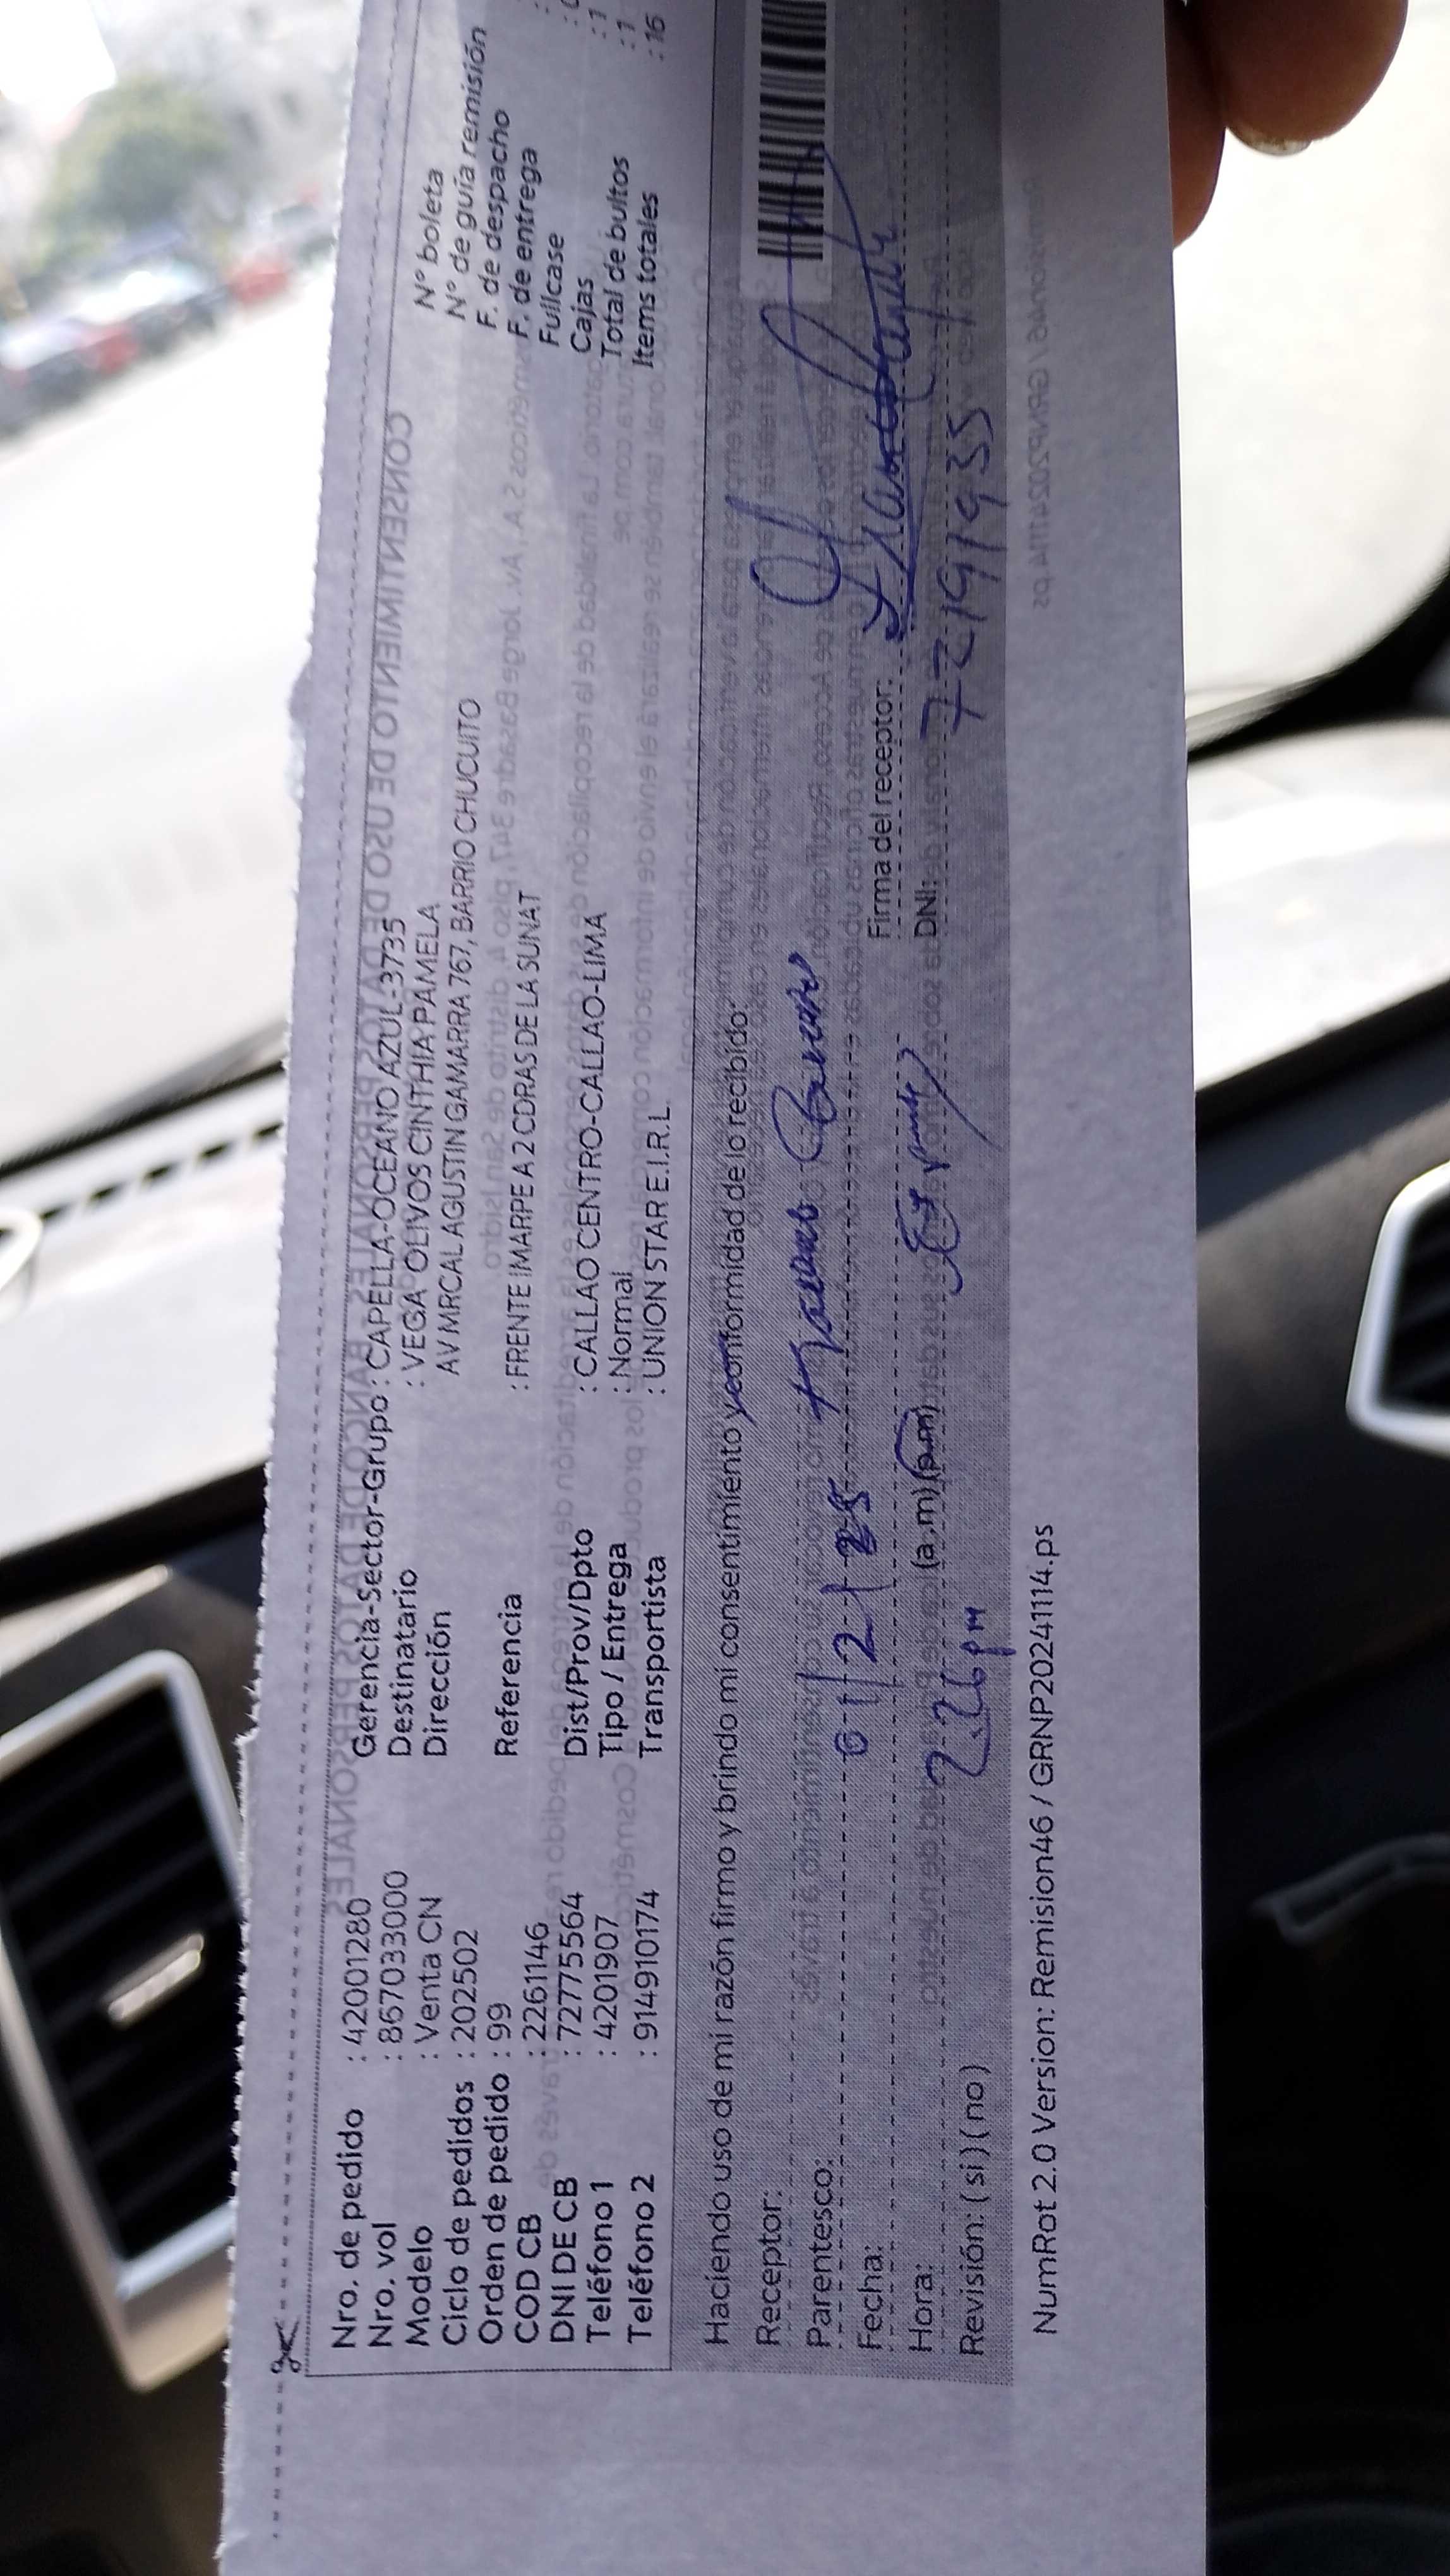 Nro. de pedido : 42001280
Nro. vol : 867033000
Modelo : Venta CN
Ciclo de pedidos : 202502
Orden de pedido : 99
COD CB : 2261146
DNI DE CB : 72775564
Teléfono 1 : 4201907
Teléfono 2 : 914910174
Gerencia-Sector-Grupo : CAPELLA-OCEANO AZUL-3735
Destinatario : VEGA OLIVOS CINTHIA PAMELA
Dirección AV MRCAL AGUSTIN GAMARRA 767, BARRIO CHUCUITO
Referencia : FRENTE IMARPE A 2 CDRAS DE LA SUNAT
Dist/Prov/Dpto : CALLAO CENTRO-CALLAO-LIMA
Tipo / Entrega : Normal
Transportista : UNION STAR E.I.R.L.
N° boleta
N° de guía remisión
F. de despacho
F. de entrega
Fullcase
Cajas : 1
Total de bultos : 1
Items totales : 16
Haciendo uso de mi razón firmo y brindo mi consentimiento y conformidad de lo recibido.
Receptor:
Parentesco:
Fecha: 01/2/25
Firma del receptor:
Hora: 2.26pm (a.m) (p.m)
DNI: 77191935
Revisión: ( si ) ( no )
NumRot 2.0 Version: Remision46 / GRNP20241114.ps